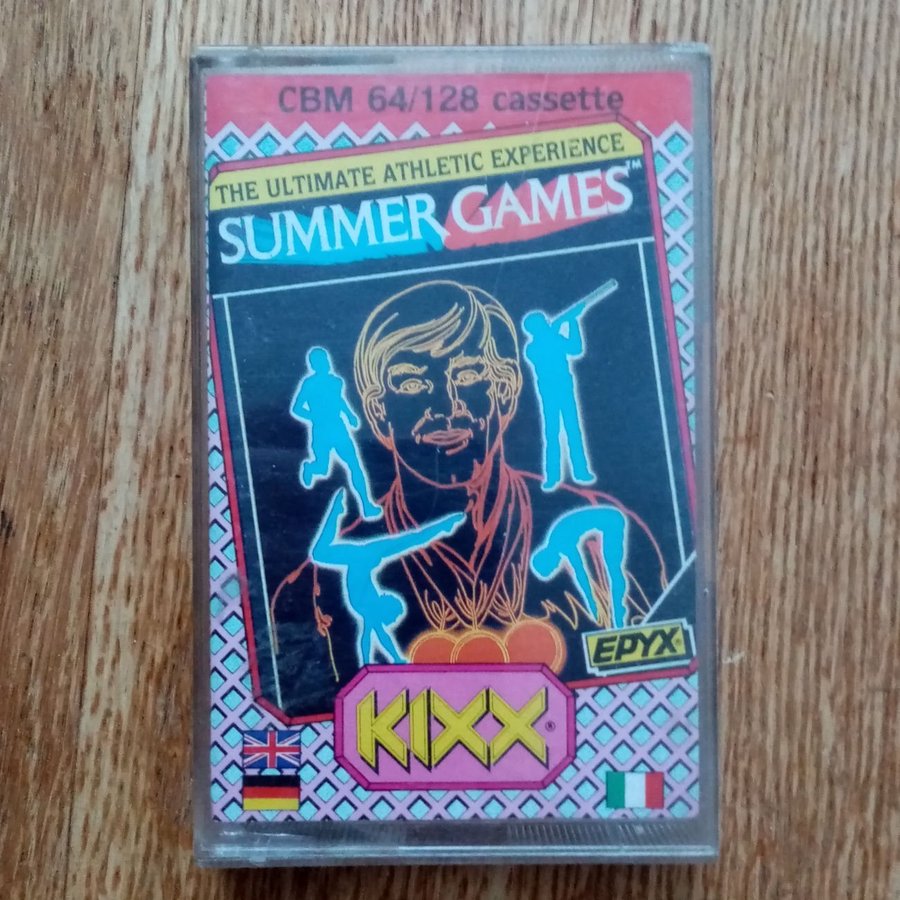 CBM 64/128 cassette
THE ULTIMATE ATHLETIC EXPERIENCE
SUMMER GAMES™
EPYX®
KIXX®